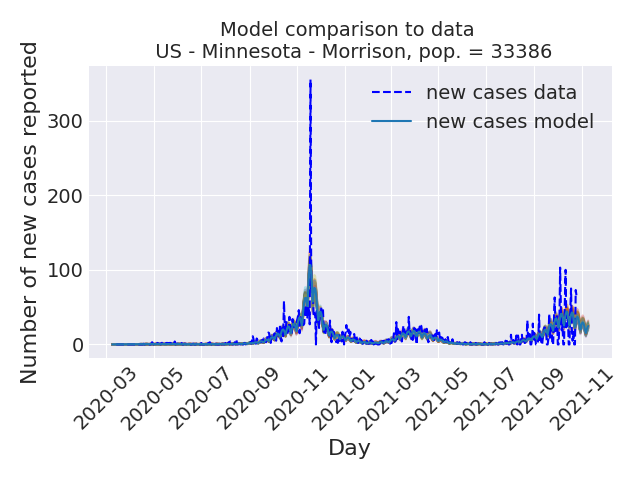 Model comparison to data
US - Minnesota - Morrison, pop. = 33386
Number of new cases reported
300
200
100
0
new cases data
new cases model
2020-03
2020-05
2020-07
2020-09
2020-11
2021-01
2021-03
2021-05
2021-07
2021-09
2021-11
Day